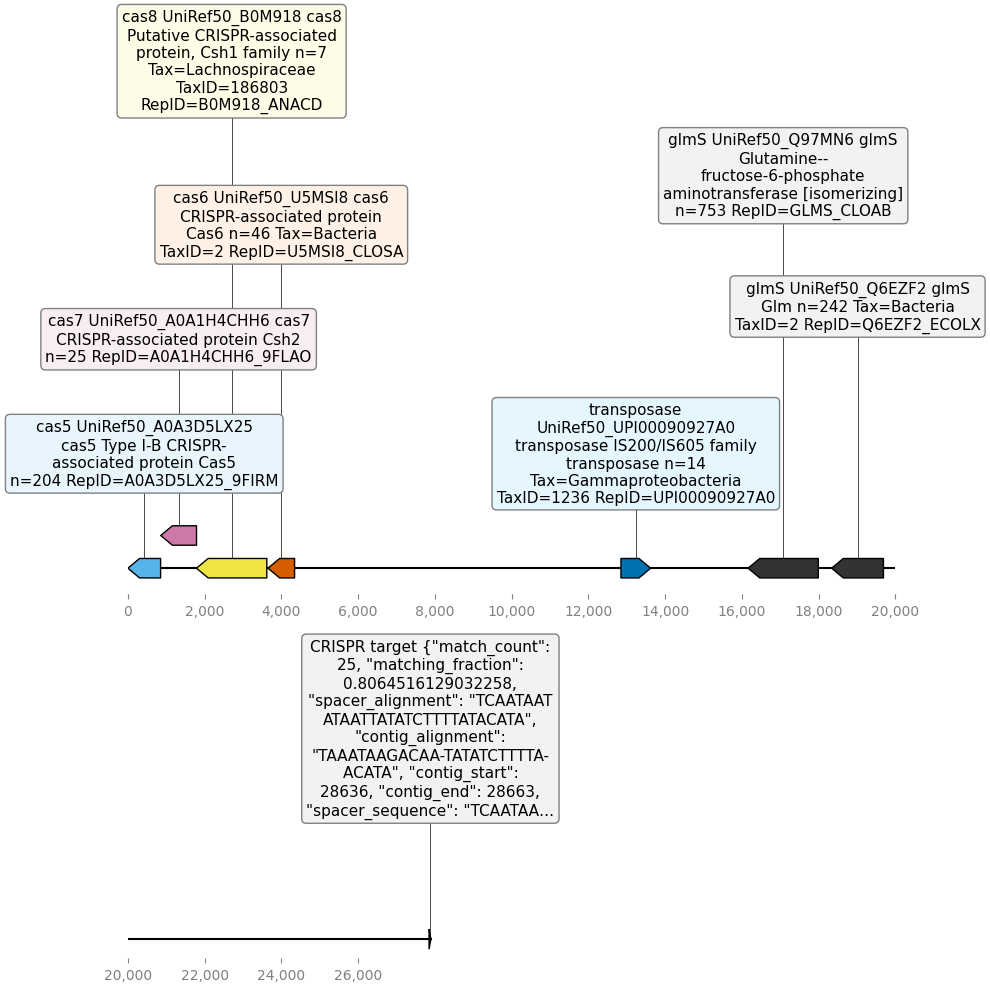 cas8 UniRef50_B0M918 cas8
Putative CRISPR-associated
protein, Csh1 family n=7
Tax=Lachnospiraceae
TaxID=186803
RepID=B0M918_ANACD
glmS UniRef50_Q97MN6 glmS
Glutamine--
fructose-6-phosphate
aminotransferase [isomerizing]
n=753 RepID=GLMS_CLOAB
cas6 UniRef50_U5MSI8 cas6
CRISPR-associated protein
Cas6 n=46 Tax=Bacteria
TaxID=2 RepID=U5MSI8_CLOSA
glmS UniRef50_Q6EZF2 glmS
Glm n=242 Tax=Bacteria
TaxID=2 RepID=Q6EZF2_ECOLX
cas7 UniRef50_A0A1H4CHH6 cas7
CRISPR-associated protein Csh2
n=25 RepID=A0A1H4CHH6_9FLAO
cas5 UniRef50_A0A3D5LX25
cas5 Type I-B CRISPR-
associated protein Cas5
n=204 RepID=A0A3D5LX25_9FIRM
transposase
UniRef50_UPI00090927A0
transposase IS200/IS605 family
transposase n=14
Tax=Gammaproteobacteria
TaxID=1236 RepID=UPI00090927A0
0 2,000 4,000 6,000 8,000 10,000 12,000 14,000 16,000 18,000 20,000
CRISPR target {"match_count":
25, "matching_fraction":
0.8064516129032258,
"spacer_alignment": "TCAATAAT
ATAATTATATCTTTTATACATA",
"contig_alignment":
"TAAATAAGACAA-TATATCTTTTA-
ACATA", "contig_start":
28636, "contig_end": 28663,
"spacer_sequence": "TCAATAA...
20,000 22,000 24,000 26,000